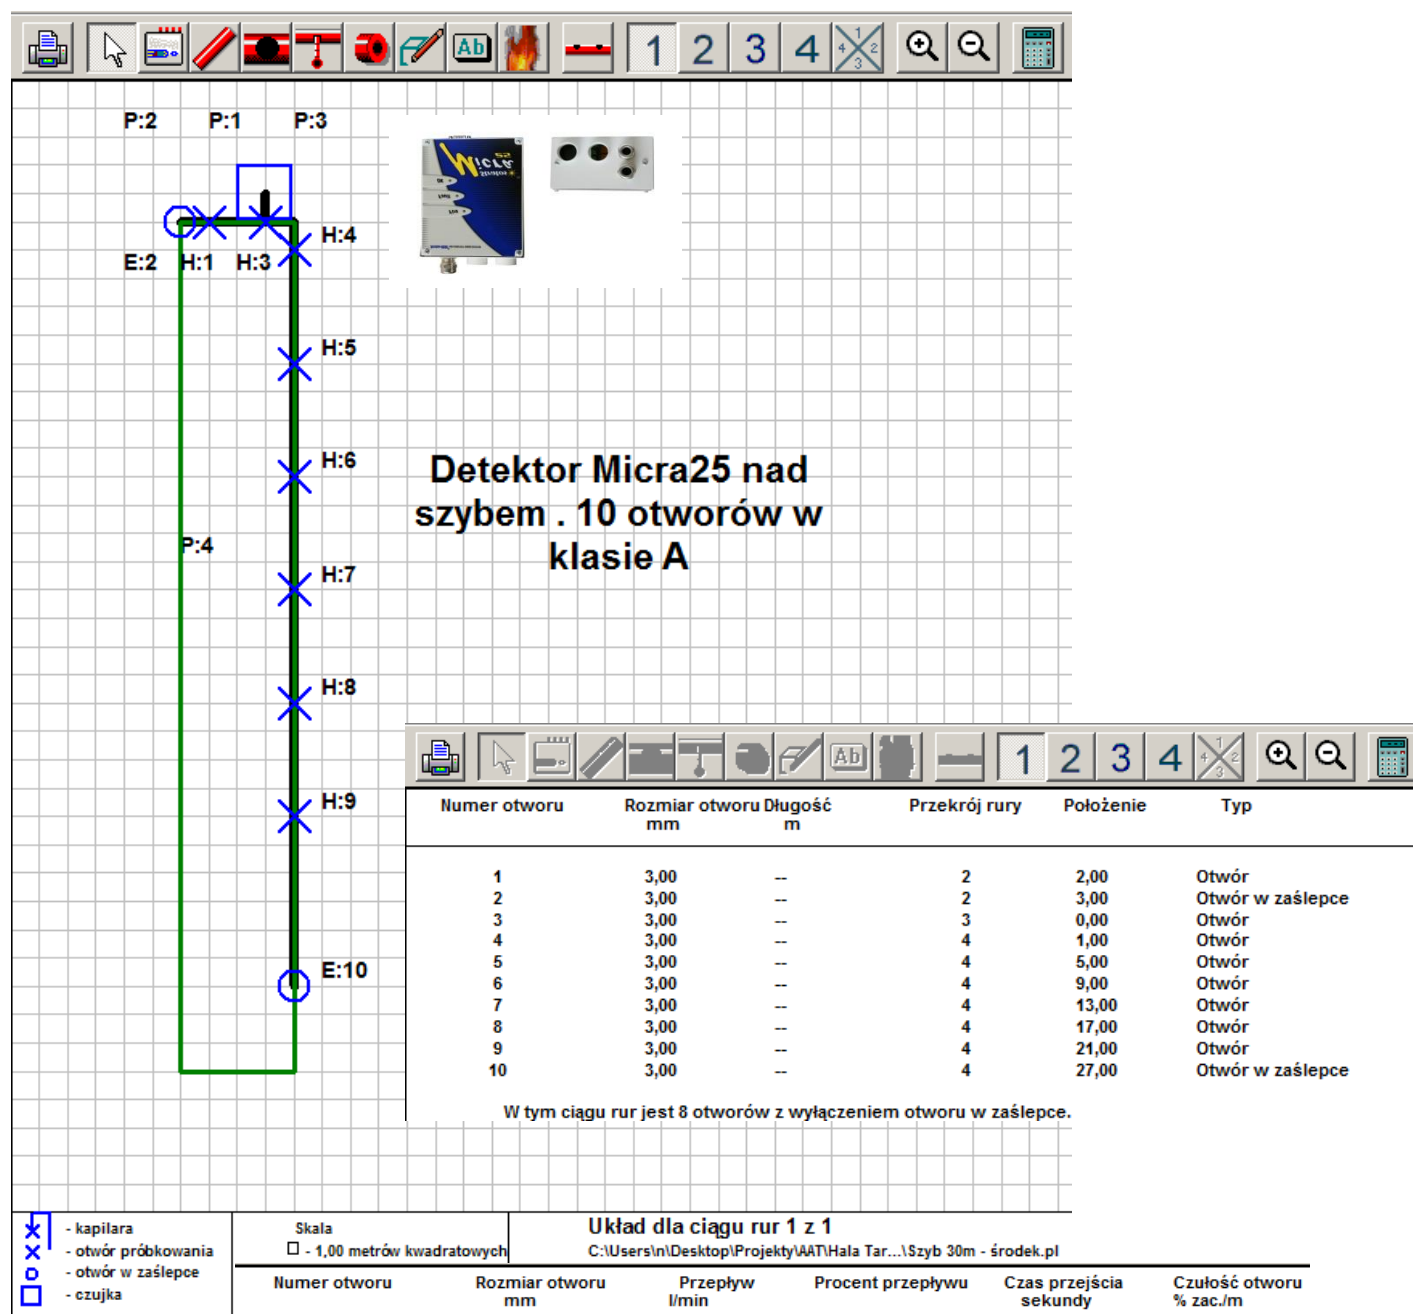 1 2 3 4
P:2 P:1 P:3
H:4
E:2 H:1 H:3
H:5
H:6
Detektor Micra25 nad
szybem . 10 otworów w
klasie A
P:4
H:7
H:8
H:9
E:10
1 2 3 4
Numer otworu Rozmiar otworu Długość Przekrój rury Położenie Typ
mm m
1 3,00 -- 2 2,00 Otwór
2 3,00 -- 2 3,00 Otwór w zaślepce
3 3,00 -- 3 0,00 Otwór
4 3,00 -- 4 1,00 Otwór
5 3,00 -- 4 5,00 Otwór
6 3,00 -- 4 9,00 Otwór
7 3,00 -- 4 13,00 Otwór
8 3,00 -- 4 17,00 Otwór
9 3,00 -- 4 21,00 Otwór
10 3,00 -- 4 27,00 Otwór w zaślepce
W tym ciągu rur jest 8 otworów z wyłączeniem otworu w zaślepce.
- kapilara
- otwór próbkowania
- otwór w zaślepce
- czujka
Skala
- 1,00 metrów kwadratowych
Układ dla ciągu rur 1 z 1
C:\Users\n\Desktop\Projekty\AAT\Hala Tar...\Szyb 30m - środek.pl
Numer otworu Rozmiar otworu Przepływ Procent przepływu Czas przejścia Czułość otworu
mm l/min sekundy % zac./m